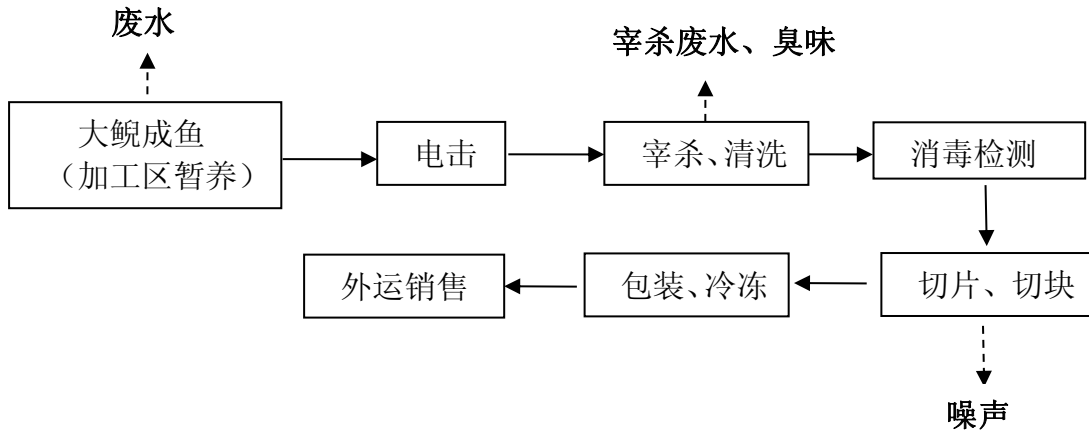 废水
宰杀废水、臭味
大鲵成鱼
（加工区暂养）
电击
宰杀、清洗
消毒检测
外运销售
包装、冷冻
切片、切块
噪声